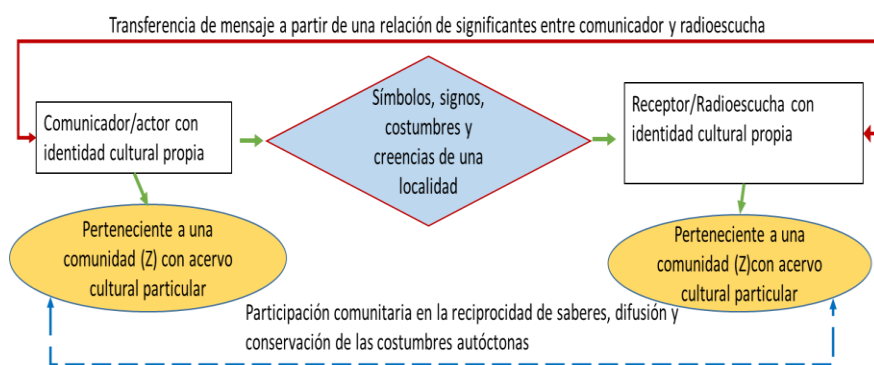 Transferencia de mensaje a partir de una relación de significantes entre comunicador y radioescucha
Comunicador/actor con
identidad cultural propia
Símbolos, signos,
costumbres y
creencias de una
localidad
Receptor/Radioescucha con
identidad cultural propia
Perteneciente a una
comunidad (Z) con acervo
cultural particular
Perteneciente a una
comunidad (Z)con acervo
cultural particular
Participación comunitaria en la reciprocidad de saberes, difusión y
conservación de las costumbres autóctonas